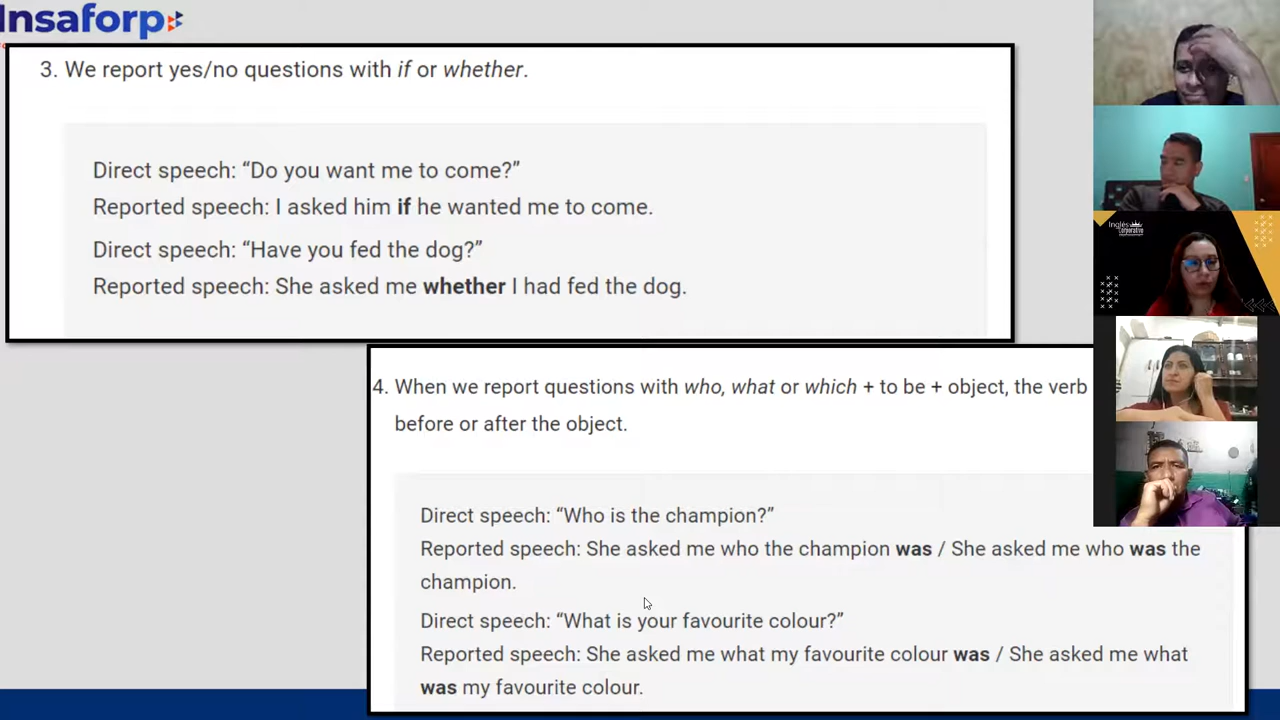 Insaforp
3. We report yes/no questions with if or whether.
Direct speech: “Do you want me to come?”
Reported speech: I asked him if he wanted me to come.
Direct speech: “Have you fed the dog?”
Reported speech: She asked me whether I had fed the dog.
Inglés
Corporativo
4. When we report questions with who, what or which + to be + object, the verb
before or after the object.
Direct speech: “Who is the champion?”
Reported speech: She asked me who the champion was / She asked me who was the
champion.
Direct speech: “What is your favourite colour?”
Reported speech: She asked me what my favourite colour was / She asked me what
was my favourite colour.